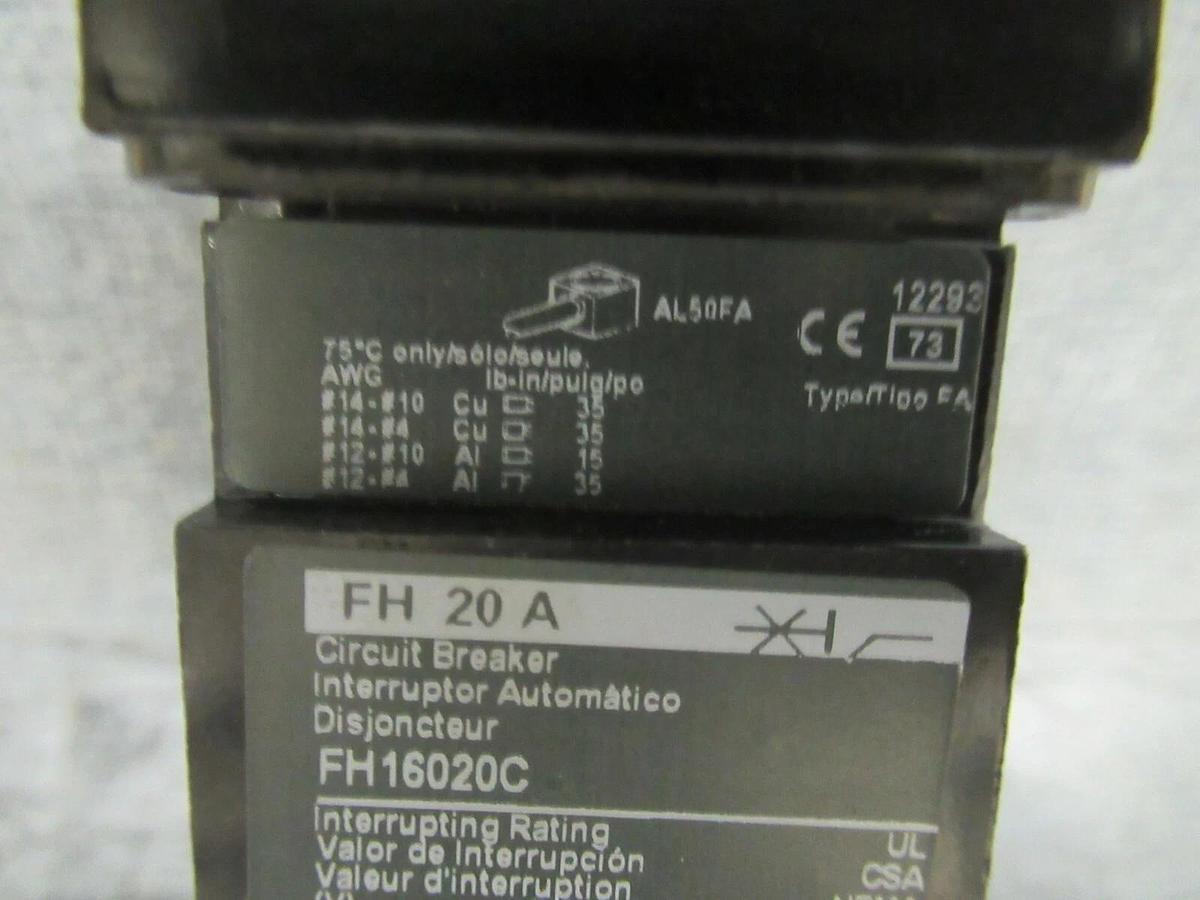 AL50FA
CE
12293
73
Type/Tipo FA
75°C only/sólo/seule.
AWG lb-in/pulg/po
#14-#10 Cu 35
#14-#4 Cu 35
#12-#10 Al 15
#12-#4 Al 35
FH 20 A
Circuit Breaker
Interruptor Automático
Disjoncteur
FH16020C
Interrupting Rating UL
Valor de Interrupción CSA
Valeur d'interruption
(V)